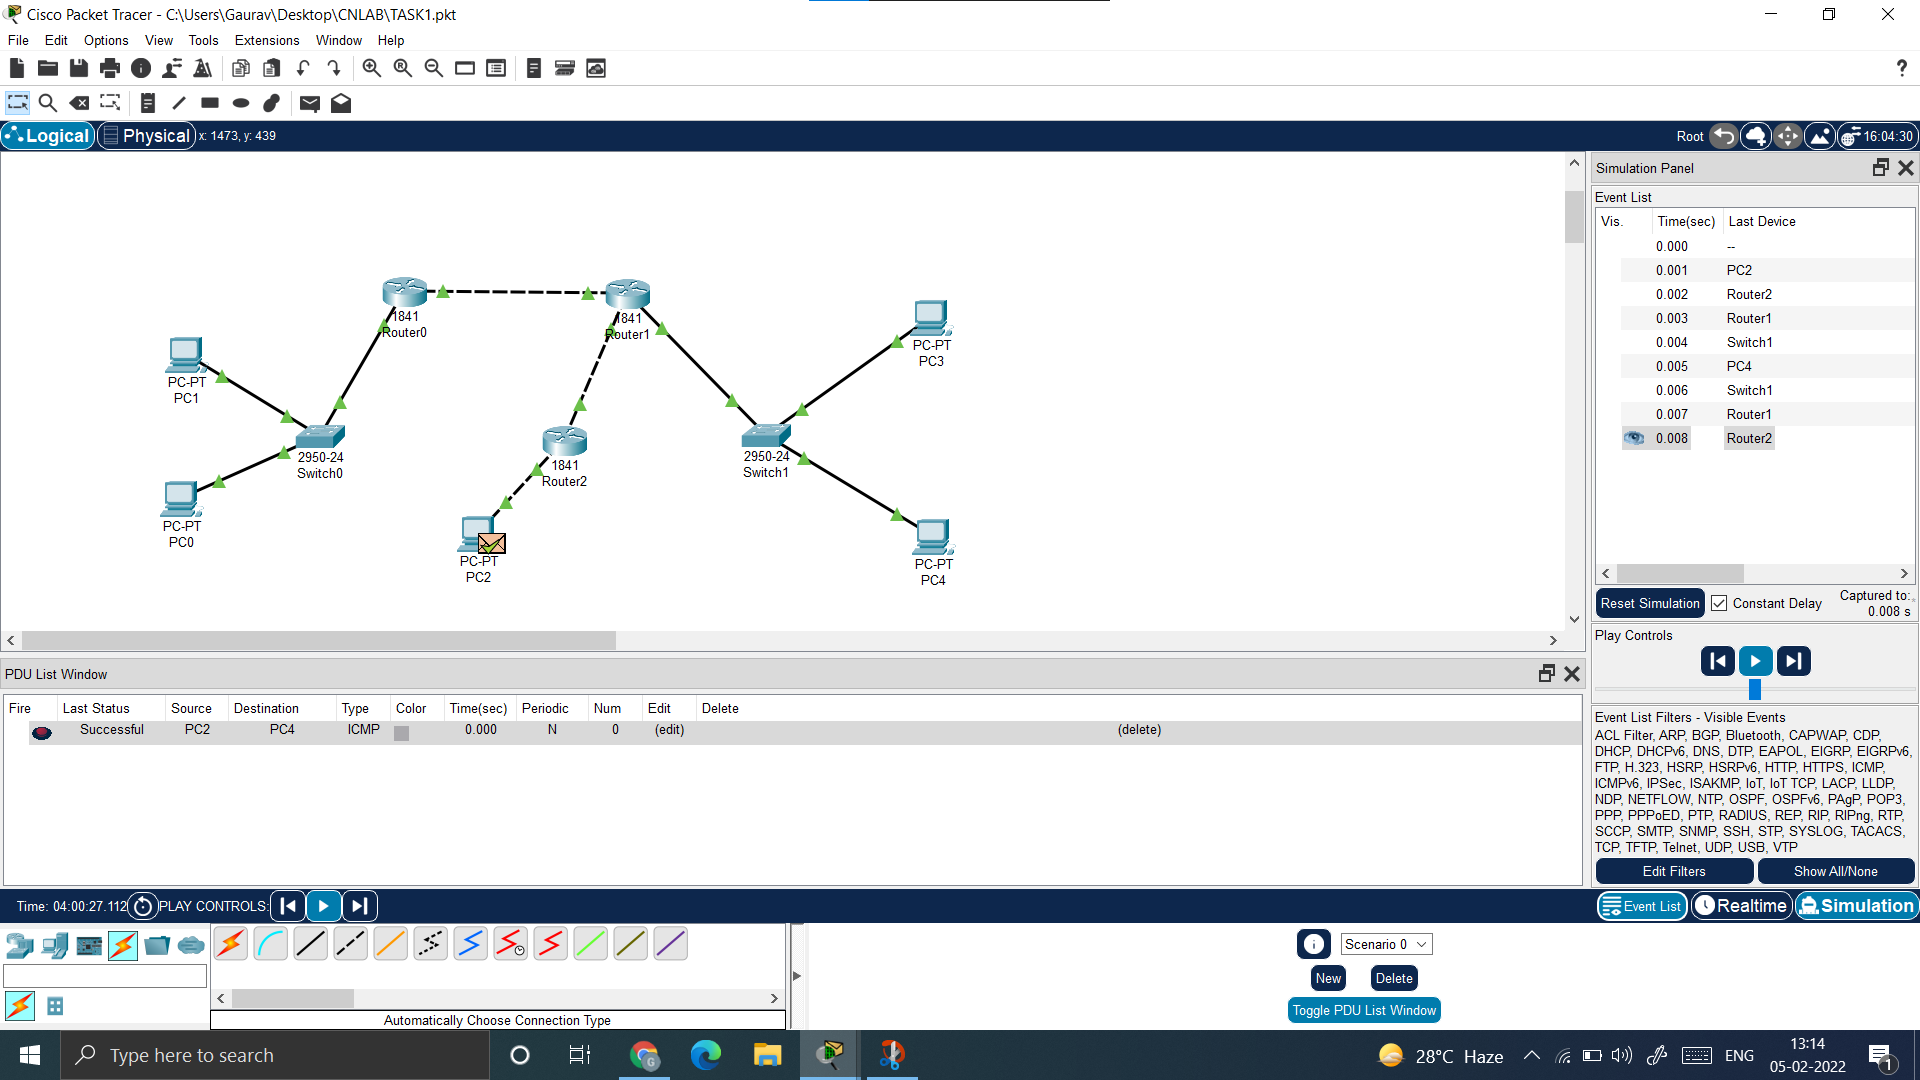 Cisco Packet Tracer - C:\Users\Gaurav\Desktop\CNLAB\TASK1.pkt
File Edit Options View Tools Extensions Window Help
?
Logical Physical x: 1473, y: 439
Root 16:04:30
Simulation Panel
Event List
Vis. Time(sec) Last Device
0.000 --
0.001 PC2
0.002 Router2
0.003 Router1
0.004 Switch1
0.005 PC4
0.006 Switch1
0.007 Router1
0.008 Router2
1841
Router0
1841
Router1
PC-PT
PC3
PC-PT
PC1
2950-24
Switch0
1841
Router2
2950-24
Switch1
PC-PT
PC0
PC-PT
PC2
PC-PT
PC4
Reset Simulation Constant Delay Captured to:
0.008 s
Play Controls
PDU List Window
Fire Last Status Source Destination Type Color Time(sec) Periodic Num Edit Delete
Successful PC2 PC4 ICMP 0.000 N 0 (edit) (delete)
Event List Filters - Visible Events
ACL Filter, ARP, BGP, Bluetooth, CAPWAP, CDP,
DHCP, DHCPv6, DNS, DTP, EAPOL, EIGRP, EIGRPv6,
FTP, H.323, HSRP, HSRPv6, HTTP, HTTPS, ICMP,
ICMPv6, IPSec, ISAKMP, IoT, IoT TCP, LACP, LLDP,
NDP, NETFLOW, NTP, OSPF, OSPFv6, PAgP, POP3,
PPP, PPPoED, PTP, RADIUS, REP, RIP, RIPng, RTP,
SCCP, SMTP, SNMP, SSH, STP, SYSLOG, TACACS,
TCP, TFTP, Telnet, UDP, USB, VTP
Edit Filters Show All/None
Time: 04:00:27.112 PLAY CONTROLS:
Event List Realtime Simulation
Scenario 0
New Delete
Toggle PDU List Window
Automatically Choose Connection Type
Type here to search
28°C Haze
ENG
13:14
05-02-2022
1